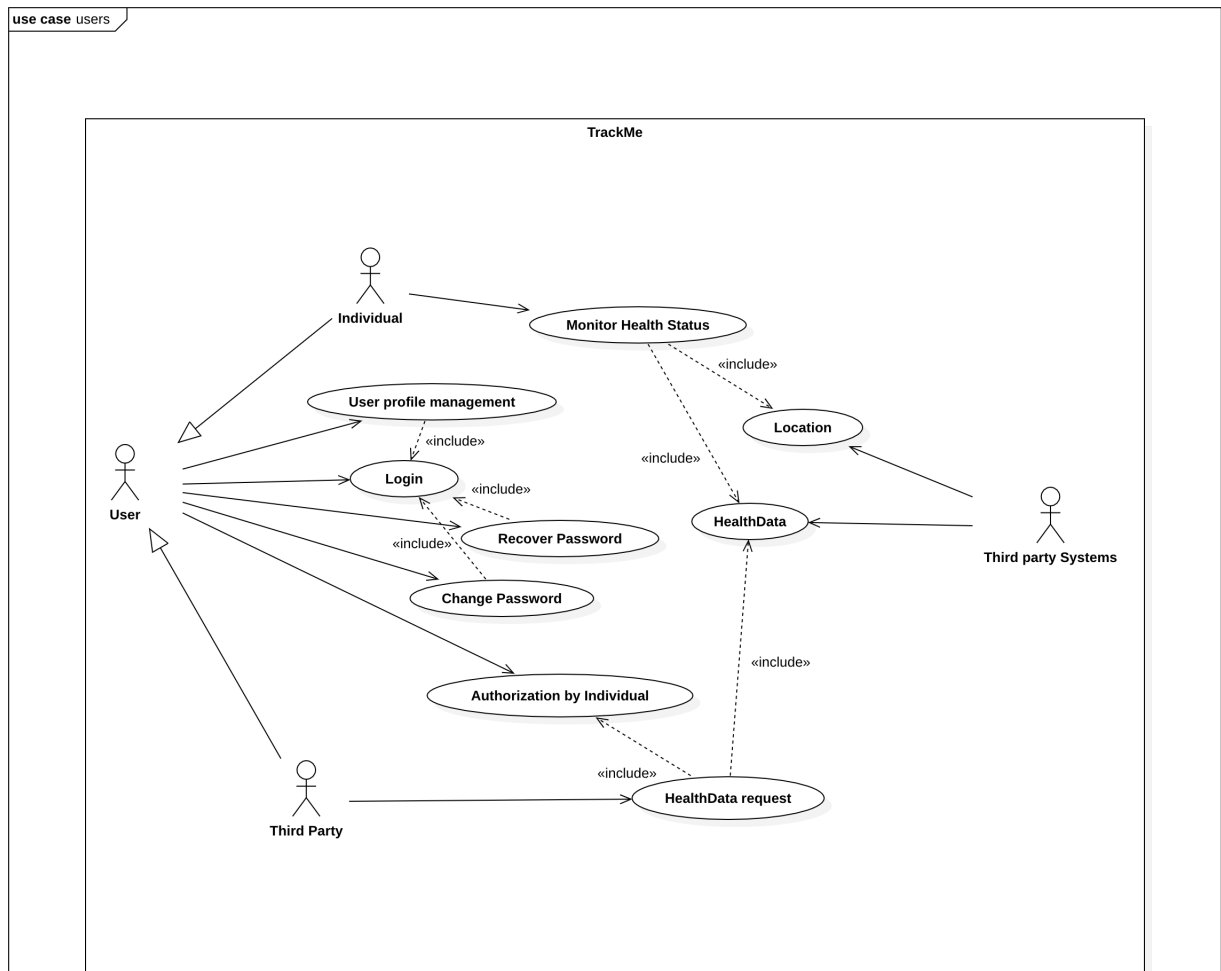 use case users
TrackMe
Individual
Monitor Health Status
«include»
User profile management
Location
«include»
«include»
Login
«include»
User
HealthData
Recover Password
«include»
Third party Systems
Change Password
«include»
Authorization by Individual
«include»
HealthData request
Third Party